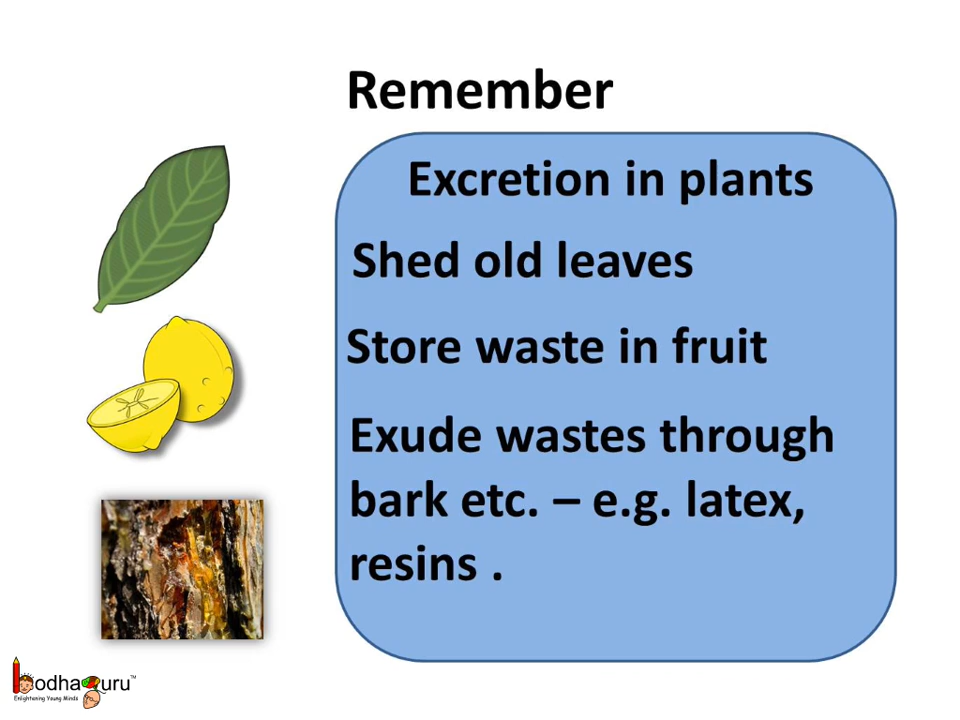 Remember
Excretion in plants
Shed old leaves
Store waste in fruit
Exude wastes through
bark etc. – e.g. latex,
resins .
bodhaguru™
Enlightening Young Minds